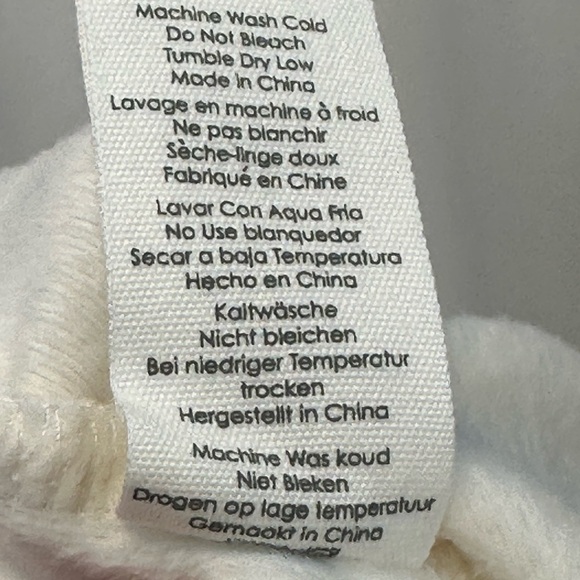 Machine Wash Cold
Do Not Bleach
Tumble Dry Low
Made in China
Lavage en machine à froid
Ne pas blanchir
Sèche-linge doux
Fabriqué en Chine
Lavar Con Aqua Fria
No Use blanquedor
Secar a baja Temperatura
Hecho en China
Kaltwäsche
Nicht bleichen
Bei niedriger Temperatur
trocken
Hergestellt in China
Machine Was koud
Niet Bleken
Drogen op lage temperatuur
Gemaakt in China